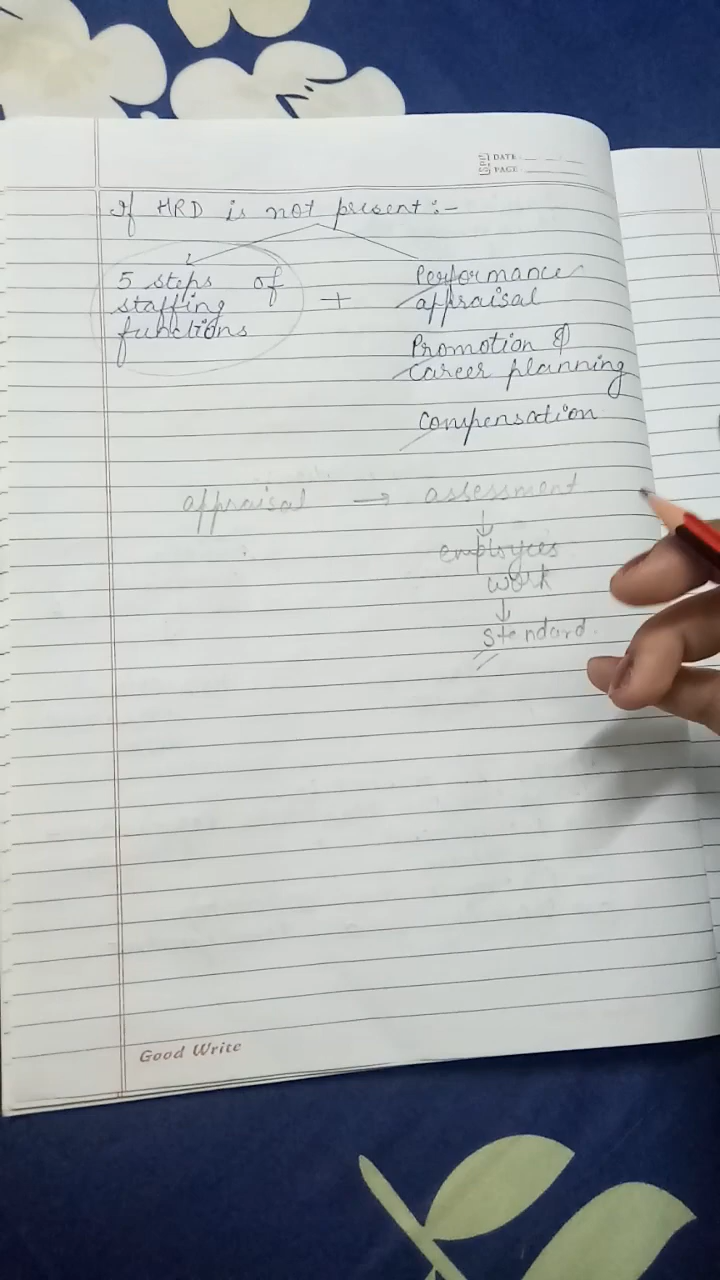 DATE
PAGE
If HRD is not present :-
5 steps of
staffing
functions
+
Performance
appraisal
Promotion &
Career planning
Compensation
appraisal → assessment
↓
employees
work
↓
standard.
Good Write